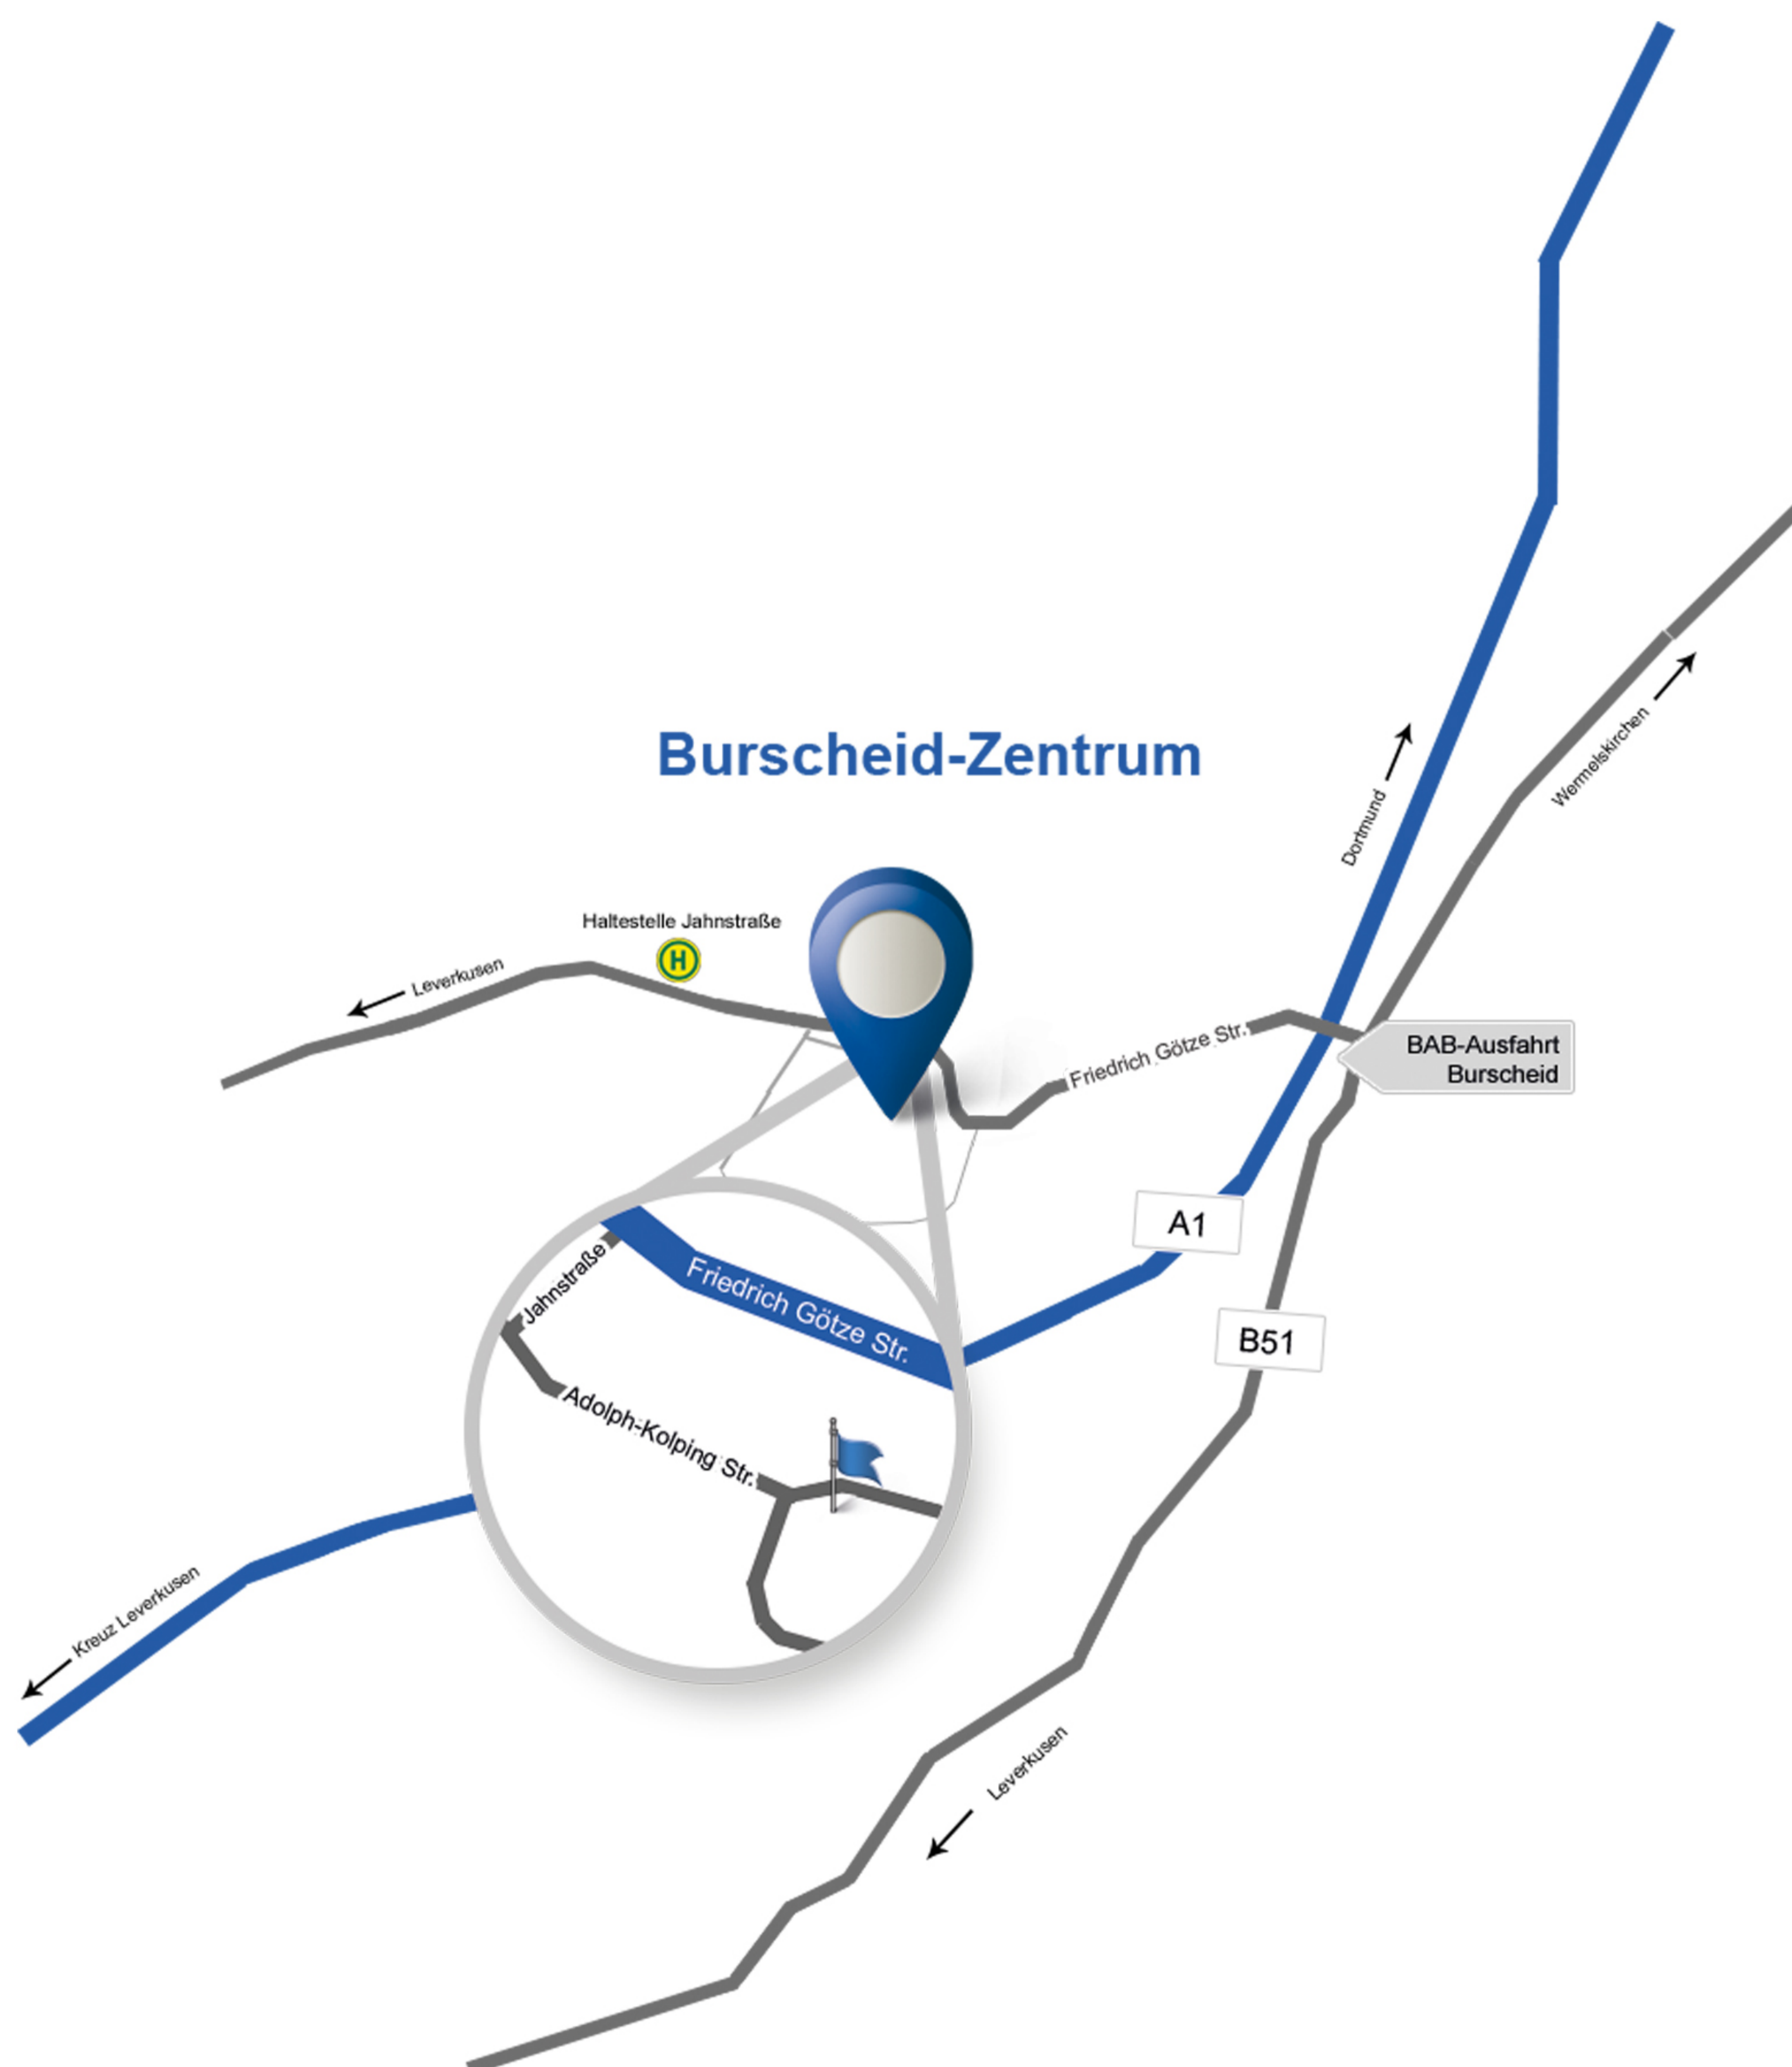 Burscheid-Zentrum
Dortmund
Wermelskirchen
Haltestelle Jahnstraße
H
Leverkusen
Friedrich Götze Str.
BAB-Ausfahrt
Burscheid
A1
Jahnstraße
Friedrich Götze Str.
B51
Adolph-Kolping Str.
Kreuz Leverkusen
Leverkusen